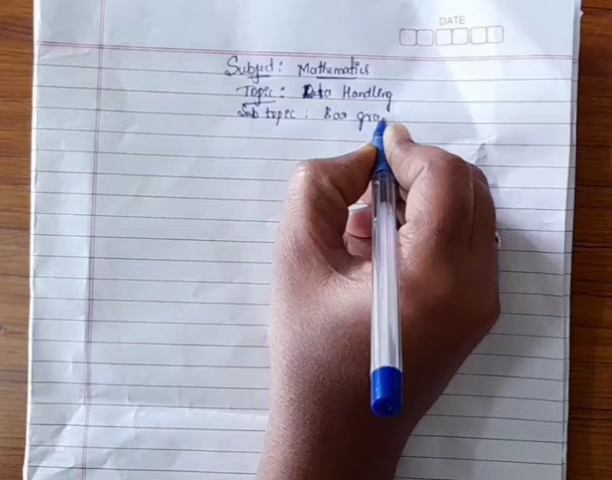 DATE
Subject: Mathematics
Topic: Data Handling
Sub topic: Bar gra